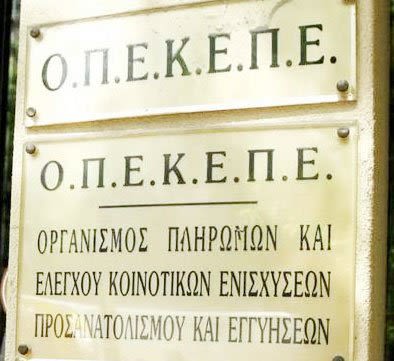 Ο.Π.Ε.Κ.Ε.Π.Ε.
Ο.Π.Ε.Κ.Ε.Π.Ε.
ΟΡΓΑΝΙΣΜΟΣ ΠΛΗΡΩΜΩΝ ΚΑΙ
ΕΛΕΓΧΟΥ ΚΟΙΝΟΤΙΚΩΝ ΕΝΙΣΧΥΣΕΩΝ
ΠΡΟΣΑΝΑΤΟΛΙΣΜΟΥ ΚΑΙ ΕΓΓΥΗΣΕΩΝ